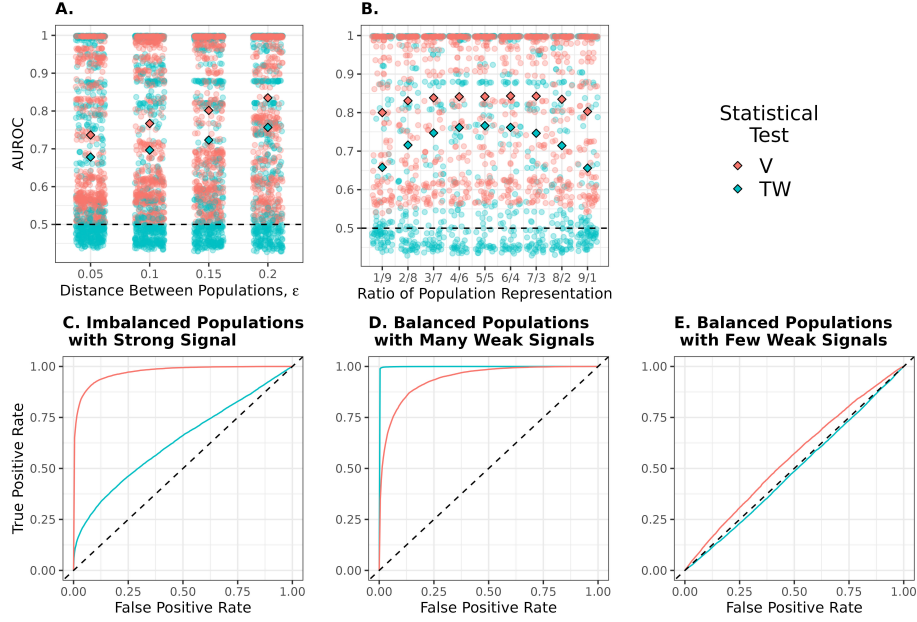 A.
1
0.9
0.8
0.7
0.6
0.5
AUROC
0.05
0.1
0.15
0.2
Distance Between Populations, ε
B.
1
0.9
0.8
0.7
0.6
0.5
1/9
2/8
3/7
4/6
5/5
6/4
7/3
8/2
9/1
Ratio of Population Representation
Statistical
Test
V
TW
C. Imbalanced Populations
with Strong Signal
1.00
0.75
0.50
0.25
0.00
True Positive Rate
0.00
0.25
0.50
0.75
1.00
False Positive Rate
D. Balanced Populations
with Many Weak Signals
1.00
0.75
0.50
0.25
0.00
0.00
0.25
0.50
0.75
1.00
False Positive Rate
E. Balanced Populations
with Few Weak Signals
1.00
0.75
0.50
0.25
0.00
0.00
0.25
0.50
0.75
1.00
False Positive Rate